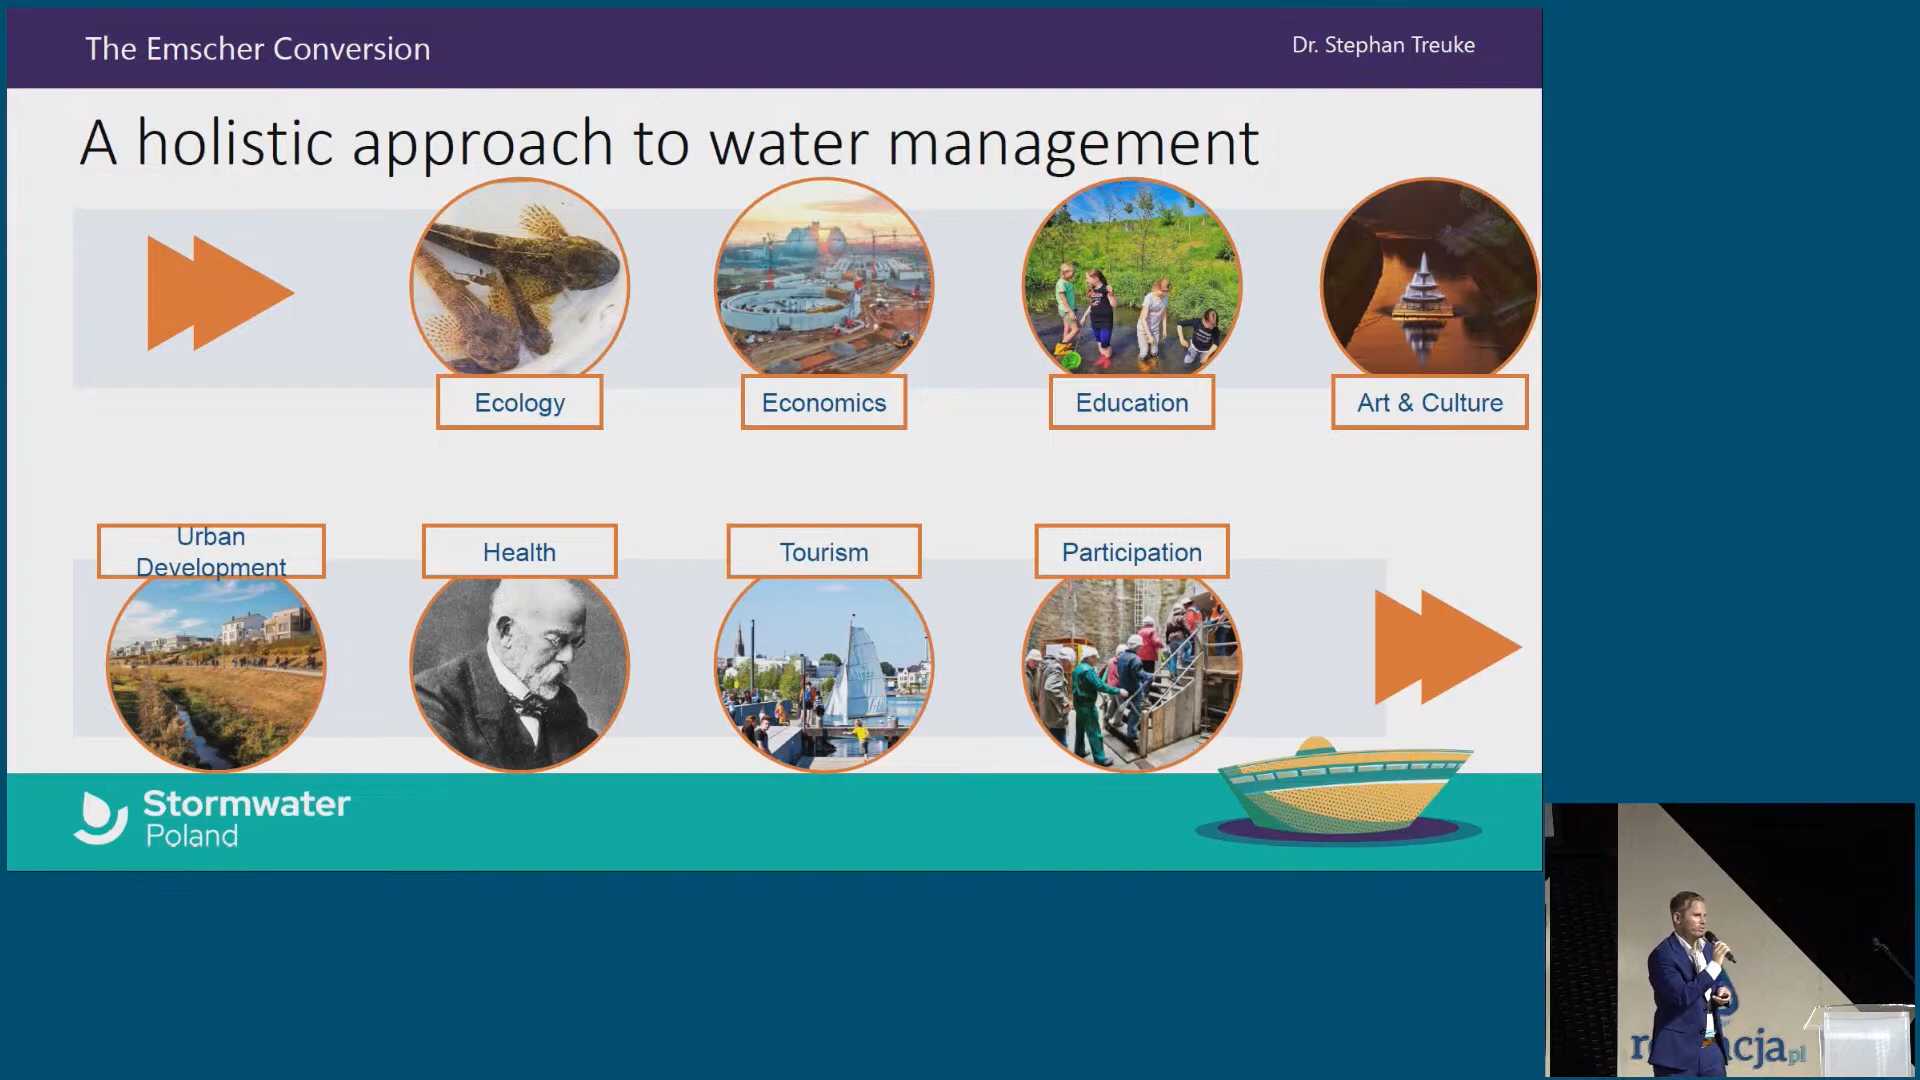 The Emscher Conversion
Dr. Stephan Treuke
A holistic approach to water management
Ecology
Economics
Education
Art & Culture
Urban
Development
Health
Tourism
Participation
Stormwater
Poland